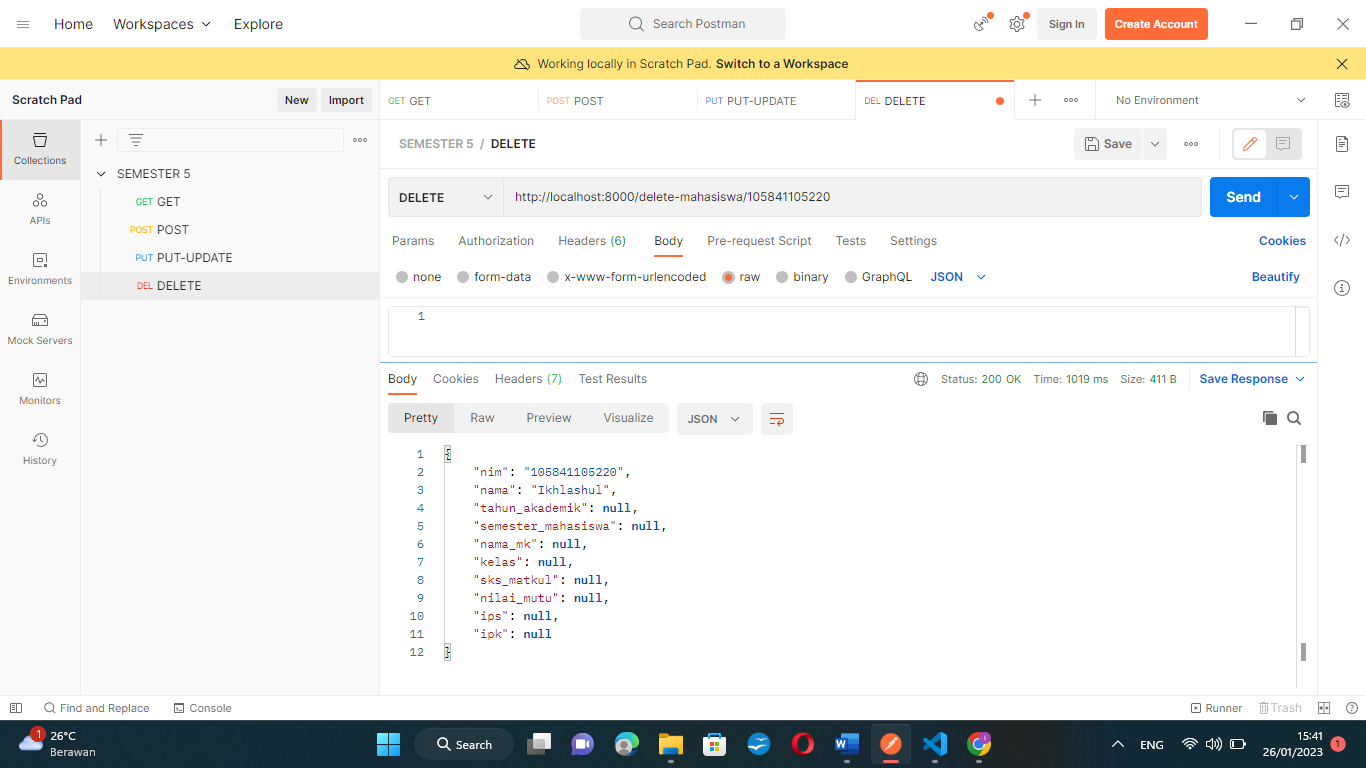 Home Workspaces Explore Search Postman Sign In Create Account
Working locally in Scratch Pad. Switch to a Workspace
Scratch Pad New Import GET GET POST POST PUT PUT-UPDATE DEL DELETE No Environment
Collections
APIs
Environments
Mock Servers
Monitors
History
SEMESTER 5
GET GET
POST POST
PUT PUT-UPDATE
DEL DELETE
SEMESTER 5 / DELETE Save
DELETE http://localhost:8000/delete-mahasiswa/105841105220 Send
Params Authorization Headers (6) Body Pre-request Script Tests Settings Cookies
none form-data x-www-form-urlencoded raw binary GraphQL JSON Beautify
1
Body Cookies Headers (7) Test Results Status: 200 OK Time: 1019 ms Size: 411 B Save Response
Pretty Raw Preview Visualize JSON
1 {
2 "nim": "105841105220",
3 "nama": "Ikhlashul",
4 "tahun_akademik": null,
5 "semester_mahasiswa": null,
6 "nama_mk": null,
7 "kelas": null,
8 "sks_matkul": null,
9 "nilai_mutu": null,
10 "ips": null,
11 "ipk": null
12 }
Find and Replace Console Runner Trash
1 26°C
Berawan
Search
ENG
15:41
26/01/2023
1